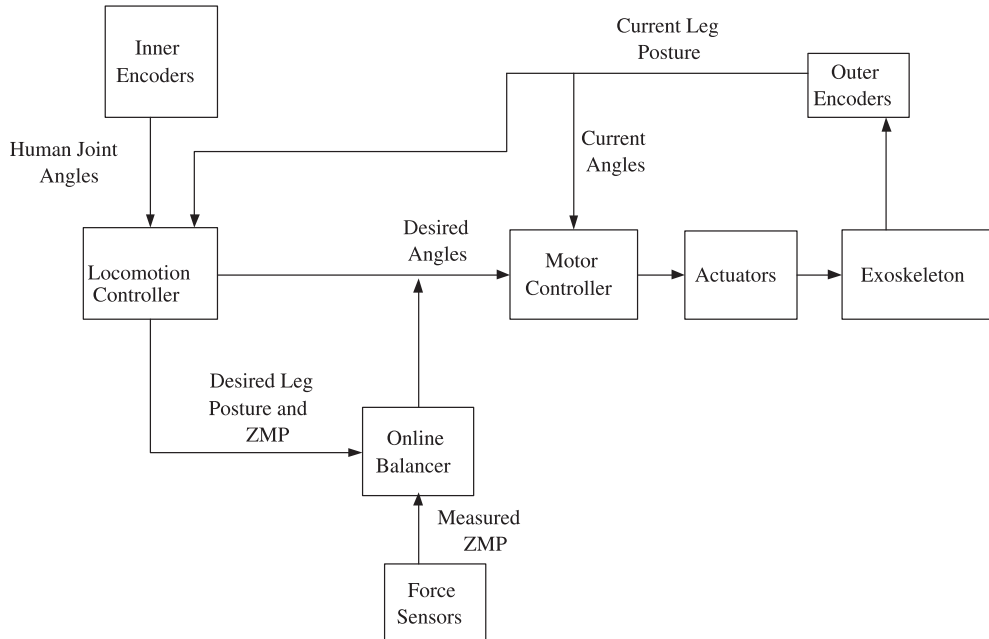 Inner
Encoders
Current Leg
Posture
Outer
Encoders
Human Joint
Angles
Current
Angles
Desired
Angles
Locomotion
Controller
Motor
Controller
Actuators
Exoskeleton
Desired Leg
Posture and
ZMP
Online
Balancer
Measured
ZMP
Force
Sensors